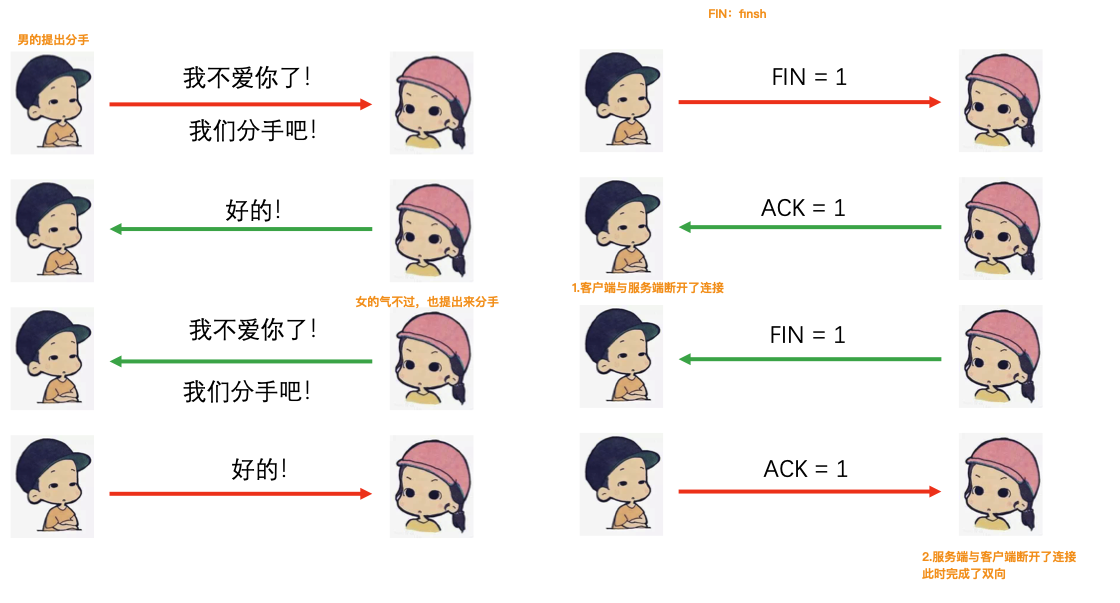 FIN：finsh
男的提出分手
我不爱你了！
我们分手吧！
FIN = 1
好的！
ACK = 1
1.客户端与服务端断开了连接
女的气不过，也提出来分手
我不爱你了！
我们分手吧！
FIN = 1
好的！
ACK = 1
2.服务端与客户端断开了连接
此时完成了双向